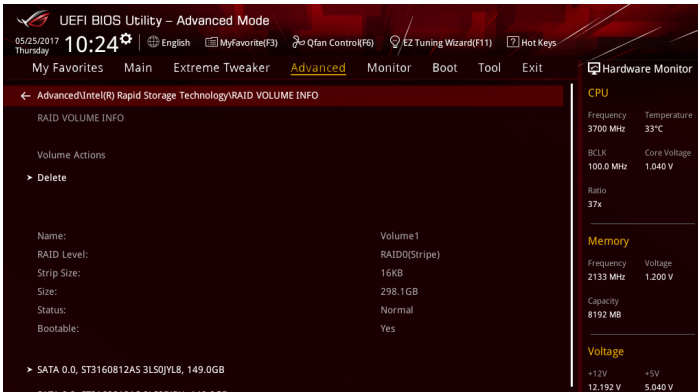 UEFI BIOS Utility – Advanced Mode
05/25/2017 Thursday 10:24 English MyFavorite(F3) Qfan Control(F6) EZ Tuning Wizard(F11) ? Hot Keys
My Favorites Main Extreme Tweaker Advanced Monitor Boot Tool Exit
← Advanced\Intel(R) Rapid Storage Technology\RAID VOLUME INFO
RAID VOLUME INFO
Volume Actions
> Delete
Name: Volume1
RAID Level: RAID0(Stripe)
Strip Size: 16KB
Size: 298.1GB
Status: Normal
Bootable: Yes
> SATA 0.0, ST3160812AS 3LS0JYL8, 149.0GB
Hardware Monitor
CPU
Frequency Temperature
3700 MHz 33°C
BCLK Core Voltage
100.0 MHz 1.040 V
Ratio
37x
Memory
Frequency Voltage
2133 MHz 1.200 V
Capacity
8192 MB
Voltage
+12V +5V
12.192 V 5.040 V